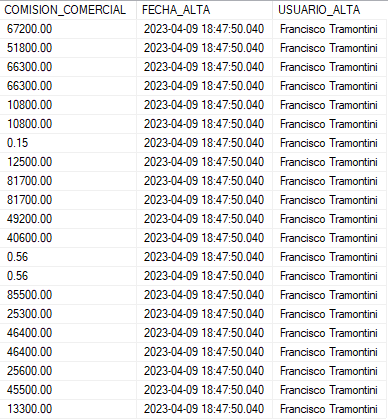 COMISION_COMERCIAL FECHA_ALTA USUARIO_ALTA
67200.00 2023-04-09 18:47:50.040 Francisco Tramontini
51800.00 2023-04-09 18:47:50.040 Francisco Tramontini
66300.00 2023-04-09 18:47:50.040 Francisco Tramontini
66300.00 2023-04-09 18:47:50.040 Francisco Tramontini
10800.00 2023-04-09 18:47:50.040 Francisco Tramontini
10800.00 2023-04-09 18:47:50.040 Francisco Tramontini
0.15 2023-04-09 18:47:50.040 Francisco Tramontini
12500.00 2023-04-09 18:47:50.040 Francisco Tramontini
81700.00 2023-04-09 18:47:50.040 Francisco Tramontini
81700.00 2023-04-09 18:47:50.040 Francisco Tramontini
49200.00 2023-04-09 18:47:50.040 Francisco Tramontini
40600.00 2023-04-09 18:47:50.040 Francisco Tramontini
0.56 2023-04-09 18:47:50.040 Francisco Tramontini
0.56 2023-04-09 18:47:50.040 Francisco Tramontini
85500.00 2023-04-09 18:47:50.040 Francisco Tramontini
25300.00 2023-04-09 18:47:50.040 Francisco Tramontini
46400.00 2023-04-09 18:47:50.040 Francisco Tramontini
46400.00 2023-04-09 18:47:50.040 Francisco Tramontini
25600.00 2023-04-09 18:47:50.040 Francisco Tramontini
45500.00 2023-04-09 18:47:50.040 Francisco Tramontini
13300.00 2023-04-09 18:47:50.040 Francisco Tramontini